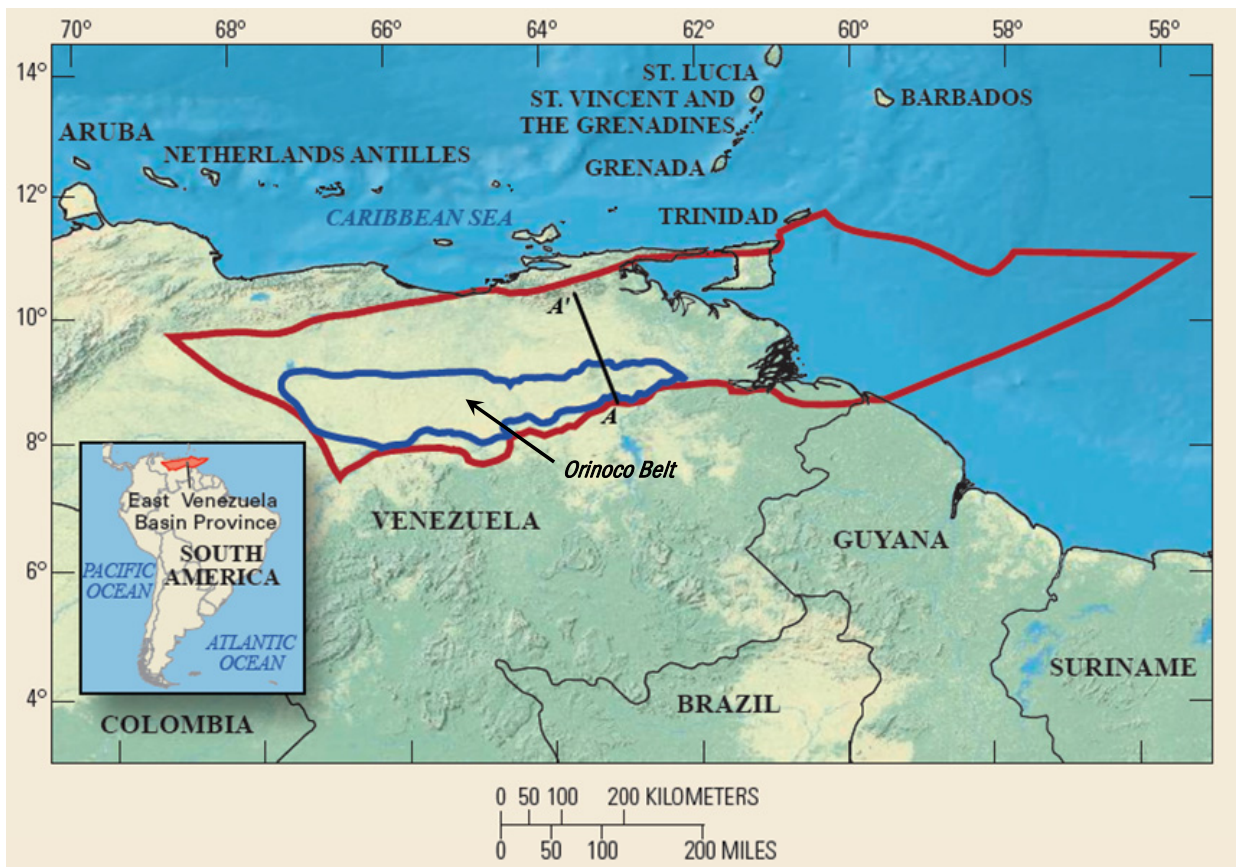 70° 68° 66° 64° 62° 60° 58° 56°
14°
ST. LUCIA
ST. VINCENT AND
THE GRENADINES
BARBADOS
ARUBA
NETHERLANDS ANTILLES
GRENADA
12°
CARIBBEAN SEA
TRINIDAD
A'
10°
A
8°
Orinoco Belt
East Venezuela
Basin Province
SOUTH
AMERICA
PACIFIC
OCEAN
ATLANTIC
OCEAN
VENEZUELA
GUYANA
6°
SURINAME
4°
BRAZIL
COLOMBIA
0 50 100 200 KILOMETERS
0 50 100 200 MILES